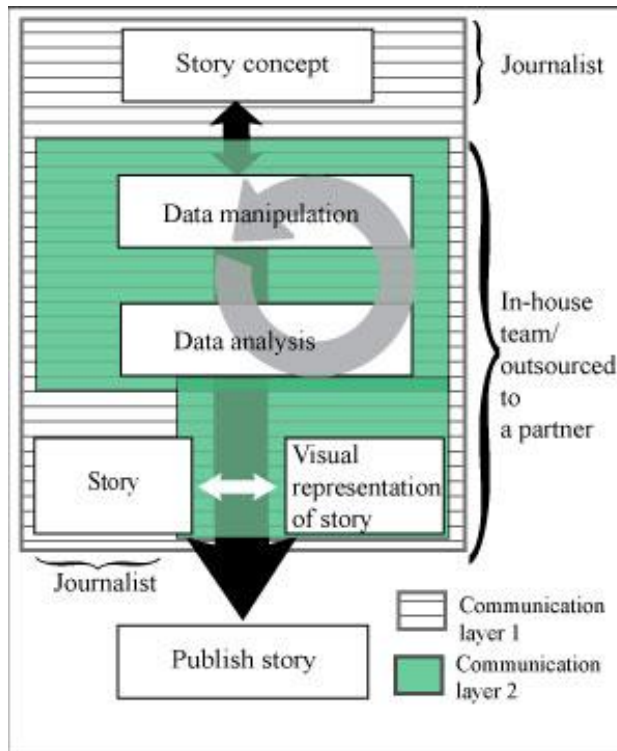 Story concept
Journalist
Data manipulation
Data analysis
In-house
team/
outsourced
to
a partner
Story
Visual
representation
of story
Journalist
Publish story
Communication
layer 1
Communication
layer 2